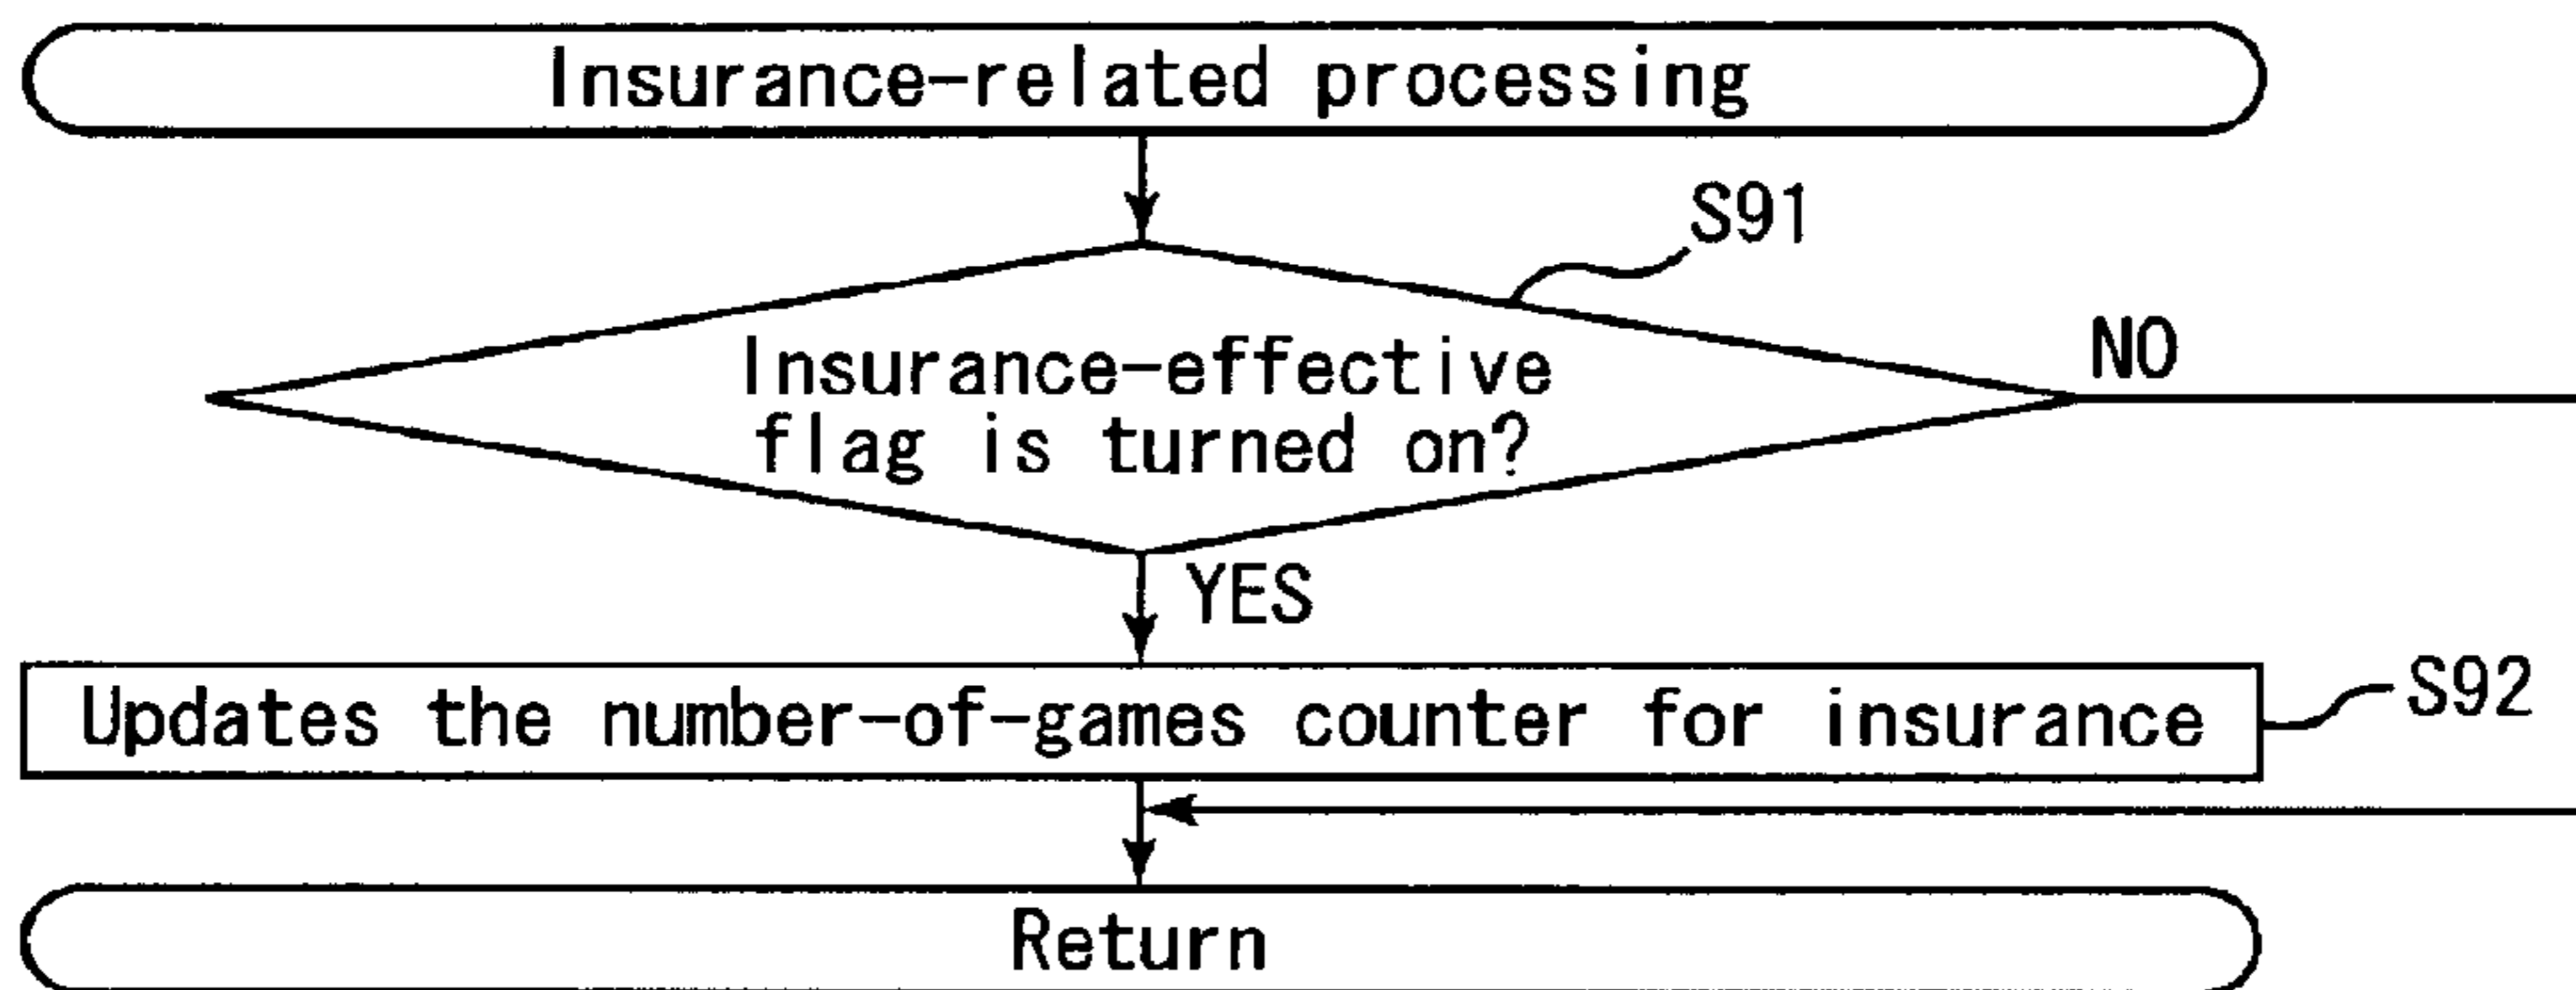 Insurance-related processing
S91
Insurance-effective
flag is turned on?
NO
YES
Updates the number-of-games counter for insurance
S92
Return